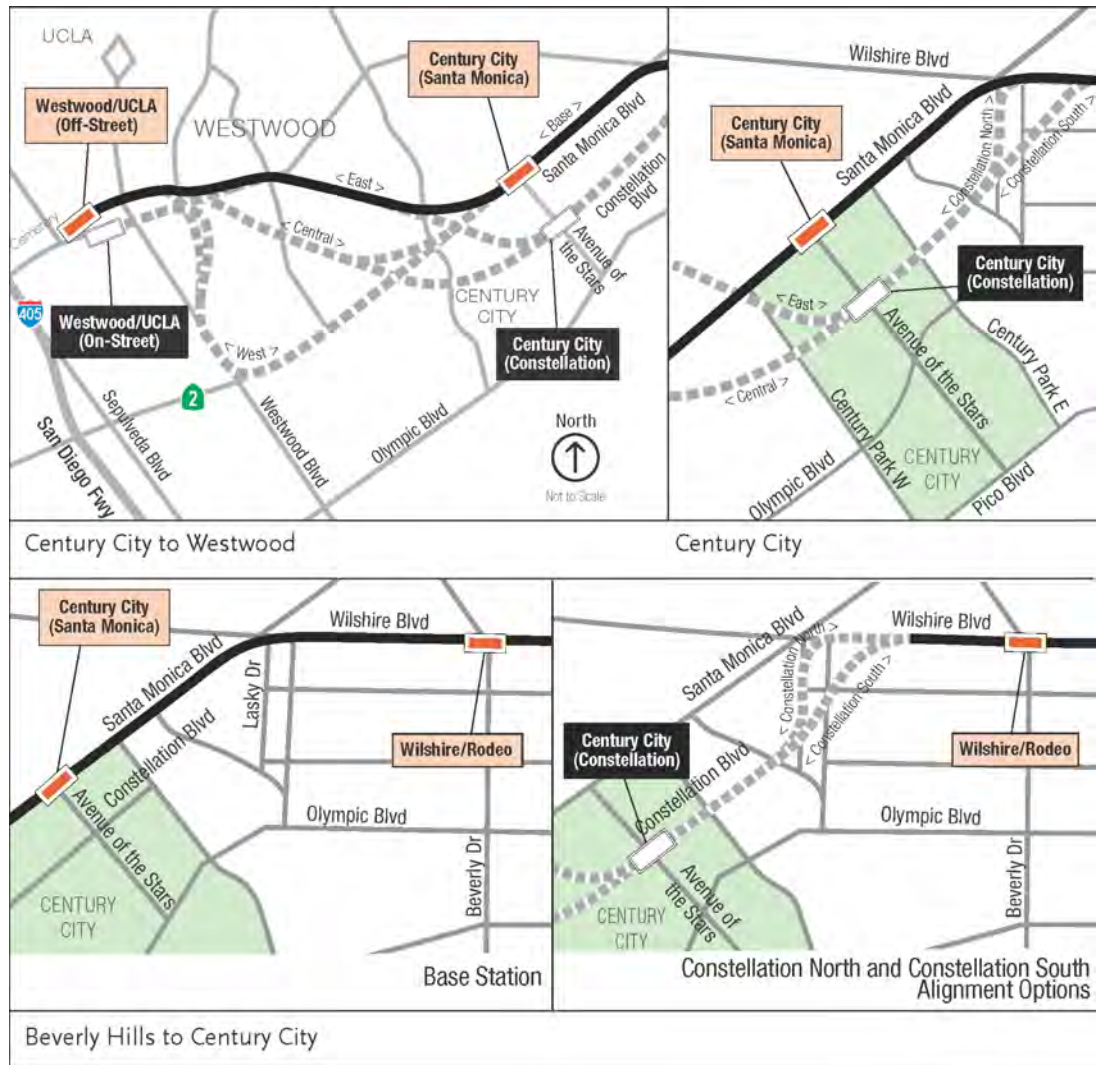 UCLA
Westwood/UCLA
(Off-Street)
WESTWOOD
Century City
(Santa Monica)
< Base >
Santa Monica Blvd
< East >
Constellation
Blvd
Cemetery
< Central >
Avenue of
the Stars
CENTURY
CITY
405
Westwood/UCLA
(On-Street)
< West >
Century City
(Constellation)
2
San Diego Fwy
Sepulveda Blvd
Westwood Blvd
Olympic Blvd
North
Not to Scale
Century City to Westwood
Wilshire Blvd
Santa Monica Blvd
Century City
(Santa Monica)
< Constellation North >
< Constellation South >
Century City
(Constellation)
< East >
< Central >
Avenue of the Stars
Century Park E
Century Park W
CENTURY
CITY
Olympic Blvd
Pico Blvd
Century City
Century City
(Santa Monica)
Wilshire Blvd
Santa Monica Blvd
Lasky Dr
Constellation Blvd
Wilshire/Rodeo
Avenue of the Stars
Olympic Blvd
Beverly Dr
CENTURY
CITY
Base Station
Santa Monica Blvd
Wilshire Blvd
< Constellation North >
< Constellation South >
Century City
(Constellation)
Constellation Blvd
Wilshire/Rodeo
Olympic Blvd
Avenue of
the Stars
Beverly Dr
CENTURY
CITY
Constellation North and Constellation South
Alignment Options
Beverly Hills to Century City